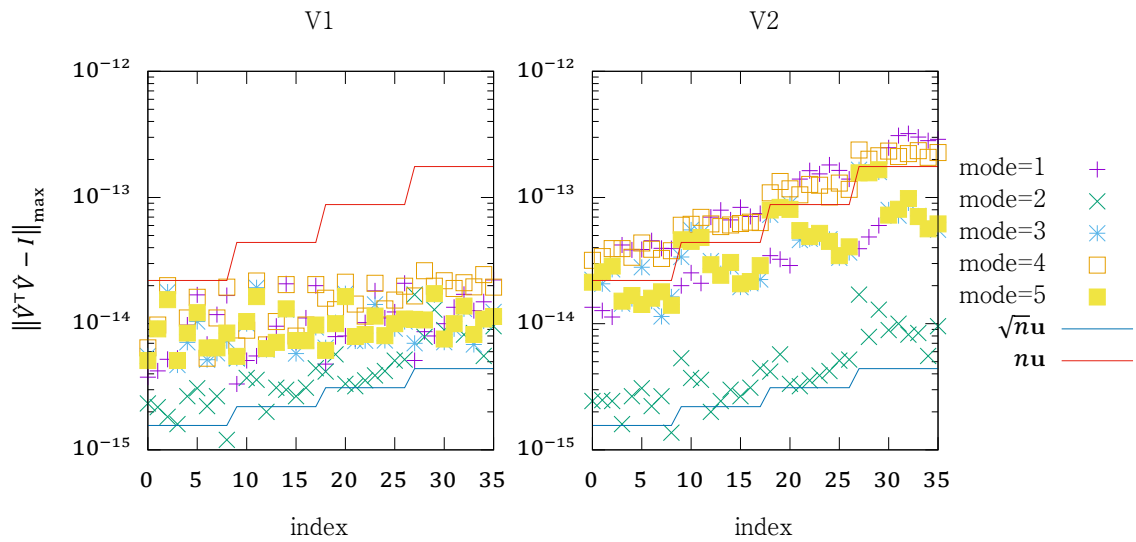 V1
V2
‖V̂ᵀV̂ − I‖max
10⁻¹²
10⁻¹³
10⁻¹⁴
10⁻¹⁵
0 5 10 15 20 25 30 35
index
10⁻¹²
10⁻¹³
10⁻¹⁴
10⁻¹⁵
0 5 10 15 20 25 30 35
index
mode=1
mode=2
mode=3
mode=4
mode=5
√nu
nu